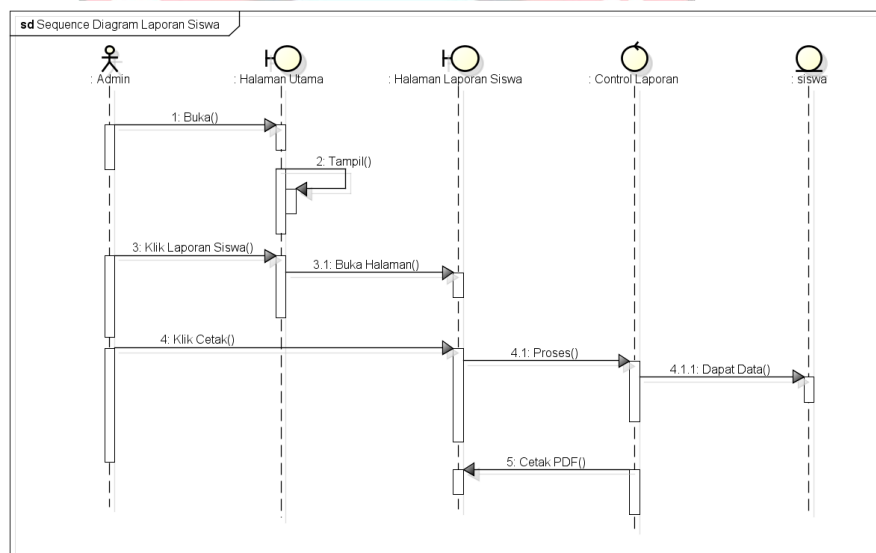 sd Sequence Diagram Laporan Siswa
: Admin
: Halaman Utama
: Halaman Laporan Siswa
: Control Laporan
: siswa
1: Buka()
2: Tampil()
3: Klik Laporan Siswa()
3.1: Buka Halaman()
4: Klik Cetak()
4.1: Proses()
4.1.1: Dapat Data()
5: Cetak PDF()